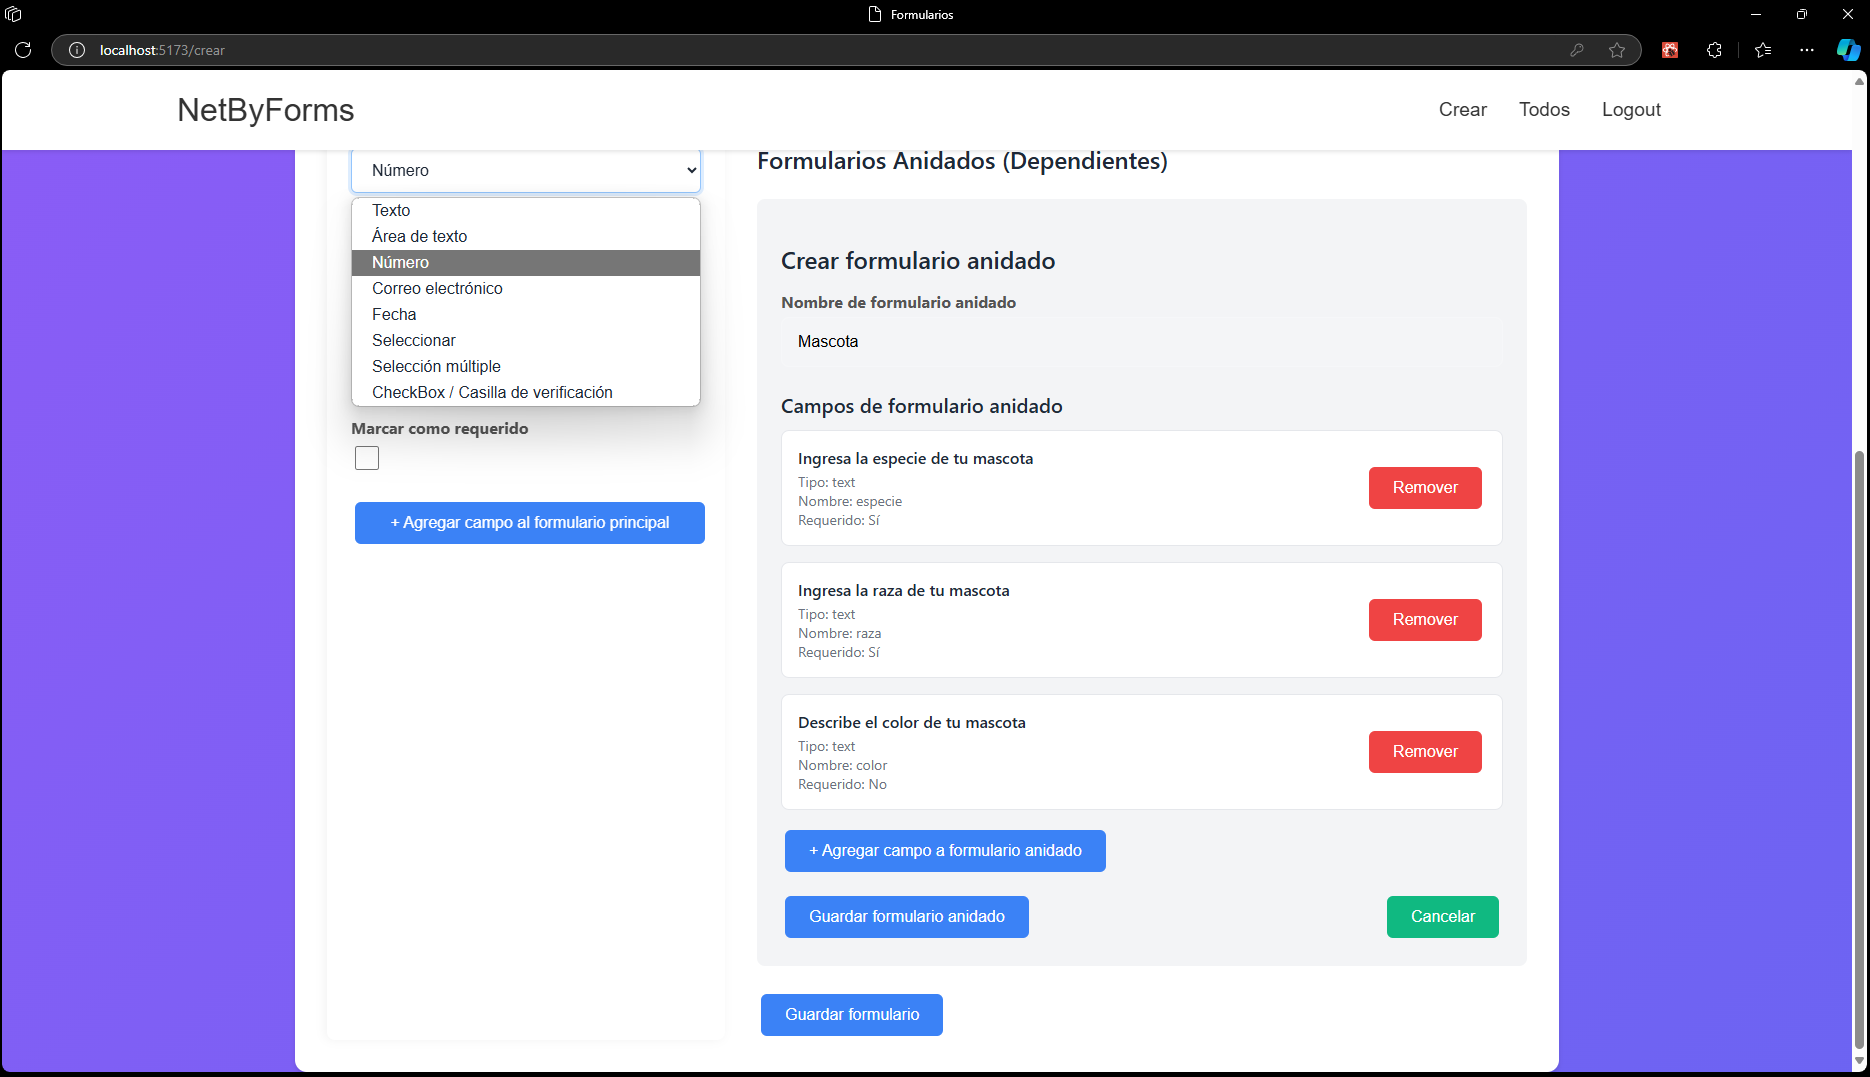 Formularios
localhost:5173/crear
NetByForms
Crear
Todos
Logout
Número
Texto
Área de texto
Número
Correo electrónico
Fecha
Seleccionar
Selección múltiple
CheckBox / Casilla de verificación
Marcar como requerido
+ Agregar campo al formulario principal
Formularios Anidados (Dependientes)
Crear formulario anidado
Nombre de formulario anidado
Mascota
Campos de formulario anidado
Ingresa la especie de tu mascota
Tipo: text
Nombre: especie
Requerido: Sí
Remover
Ingresa la raza de tu mascota
Tipo: text
Nombre: raza
Requerido: Sí
Remover
Describe el color de tu mascota
Tipo: text
Nombre: color
Requerido: No
Remover
+ Agregar campo a formulario anidado
Guardar formulario anidado
Cancelar
Guardar formulario